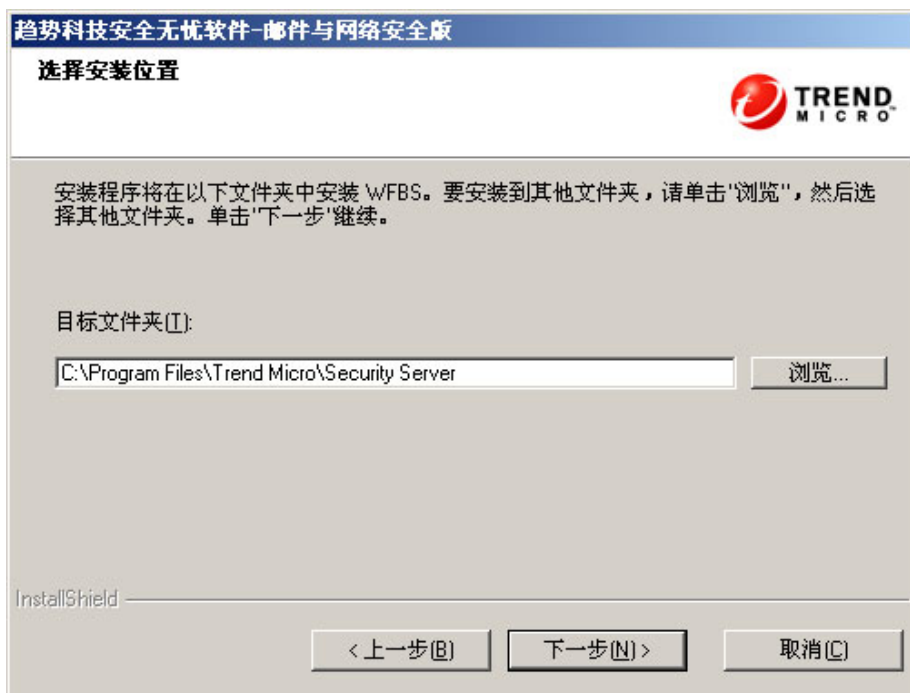 趋势科技安全无忧软件-邮件与网络安全版
选择安装位置
TREND
MICRO
安装程序将在以下文件夹中安装 WFBS。要安装到其他文件夹，请单击"浏览"，然后选
择其他文件夹。单击"下一步"继续。
目标文件夹(T):
C:\Program Files\Trend Micro\Security Server
浏览...
InstallShield
<上一步(B)
下一步(N)>
取消(C)